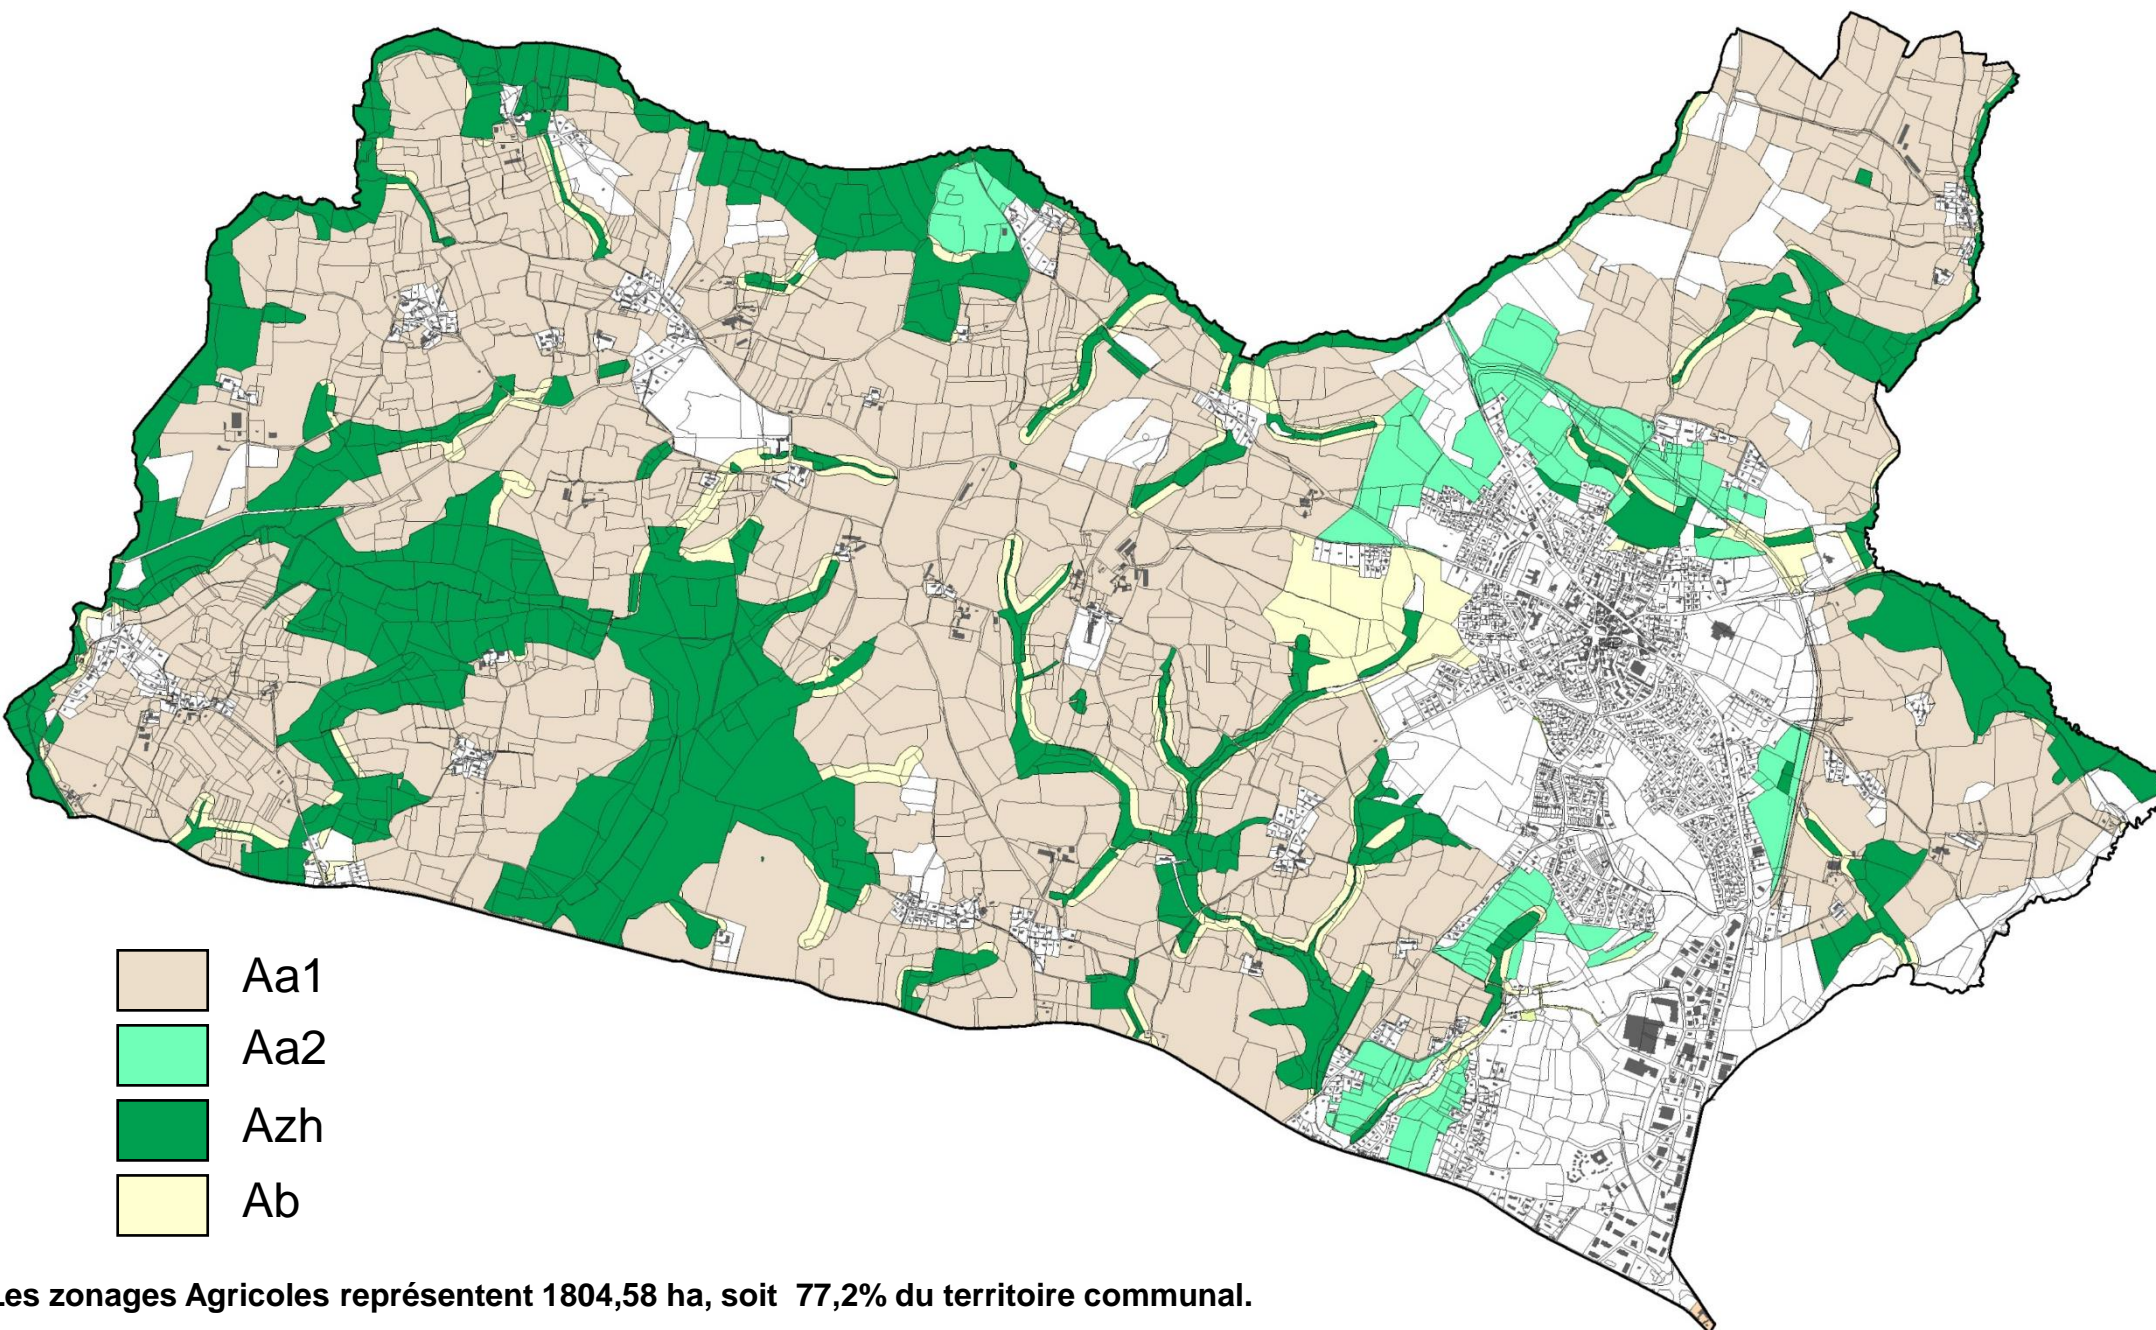 Aa1
Aa2
Azh
Ab
Les zonages Agricoles représentent 1804,58 ha, soit 77,2% du territoire communal.